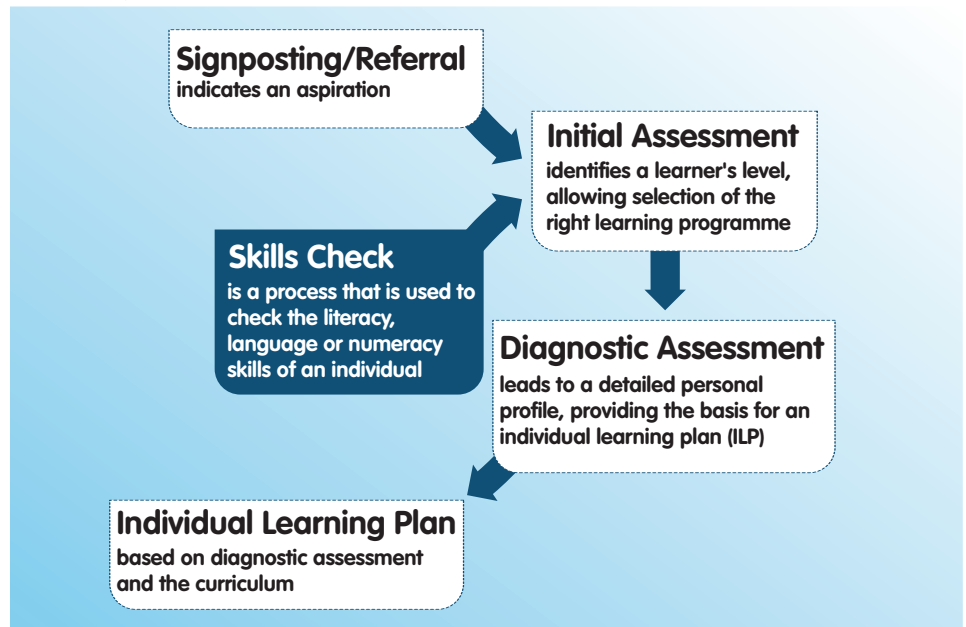 Signposting/Referral
indicates an aspiration
Initial Assessment
identifies a learner's level,
allowing selection of the
right learning programme
Skills Check
is a process that is used to
check the literacy,
language or numeracy
skills of an individual
Diagnostic Assessment
leads to a detailed personal
profile, providing the basis for an
individual learning plan (ILP)
Individual Learning Plan
based on diagnostic assessment
and the curriculum